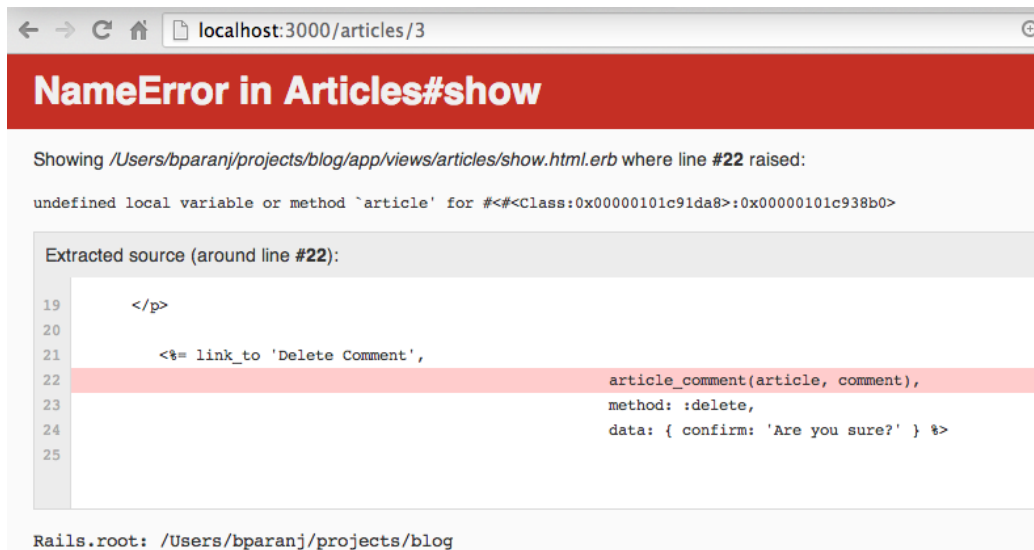 localhost:3000/articles/3
NameError in Articles#show
Showing /Users/bparanj/projects/blog/app/views/articles/show.html.erb where line #22 raised:
undefined local variable or method `article' for #<#<Class:0x00000101c91da8>:0x00000101c938b0>
Extracted source (around line #22):
19 </p>
20
21 <%= link_to 'Delete Comment',
22 article_comment(article, comment),
23 method: :delete,
24 data: { confirm: 'Are you sure?' } %>
25
Rails.root: /Users/bparanj/projects/blog